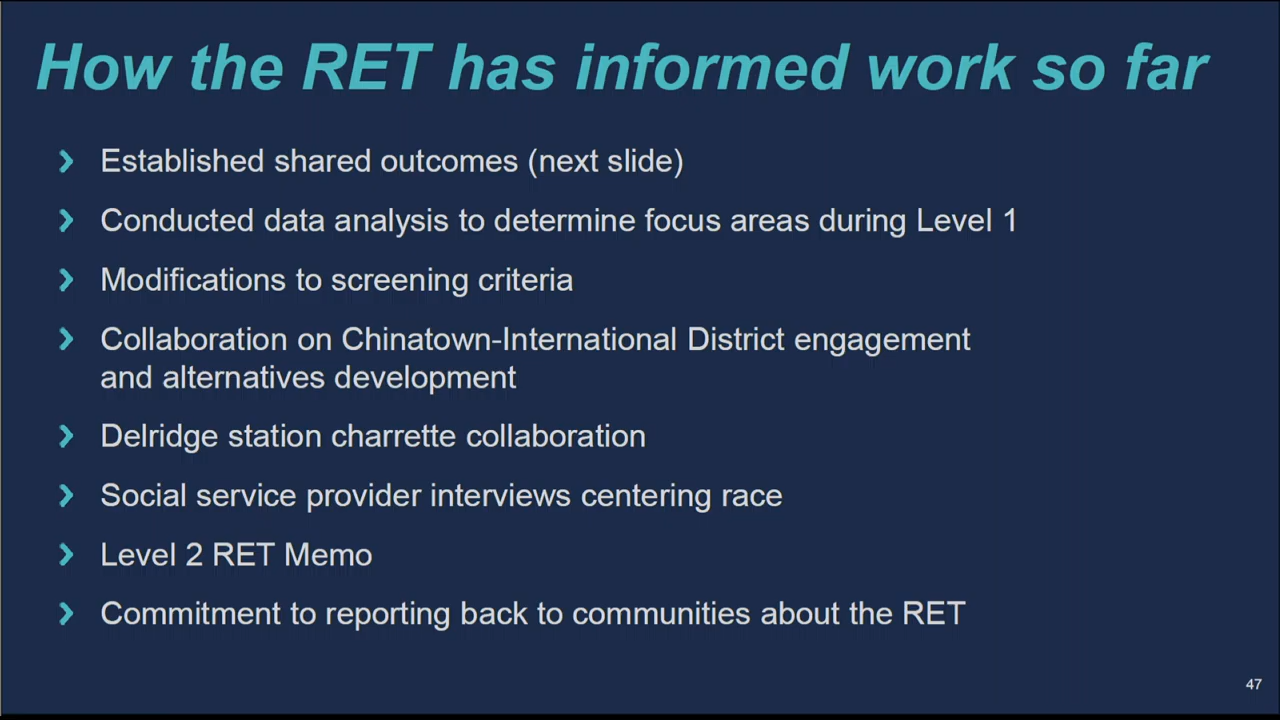 How the RET has informed work so far
Established shared outcomes (next slide)
Conducted data analysis to determine focus areas during Level 1
Modifications to screening criteria
Collaboration on Chinatown-International District engagement
and alternatives development
Delridge station charrette collaboration
Social service provider interviews centering race
Level 2 RET Memo
Commitment to reporting back to communities about the RET
47